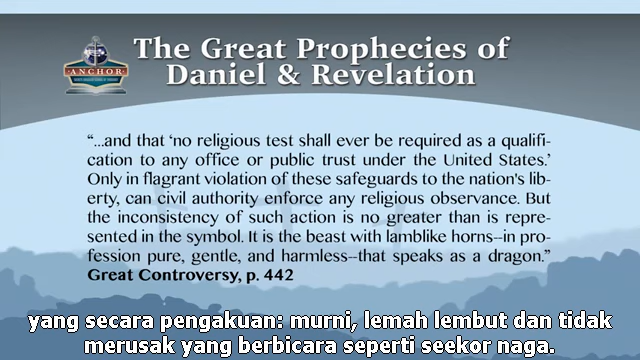 The Great Prophecies of
Daniel & Revelation
ANCHOR
“...and that ‘no religious test shall ever be required as a qualifi-
cation to any office or public trust under the United States.’
Only in flagrant violation of these safeguards to the nation's lib-
erty, can civil authority enforce any religious observance. But
the inconsistency of such action is no greater than is repre-
sented in the symbol. It is the beast with lamblike horns--in pro-
fession pure, gentle, and harmless--that speaks as a dragon.”
Great Controversy, p. 442
yang secara pengakuan: murni, lemah lembut dan tidak
merusak yang berbicara seperti seekor naga.